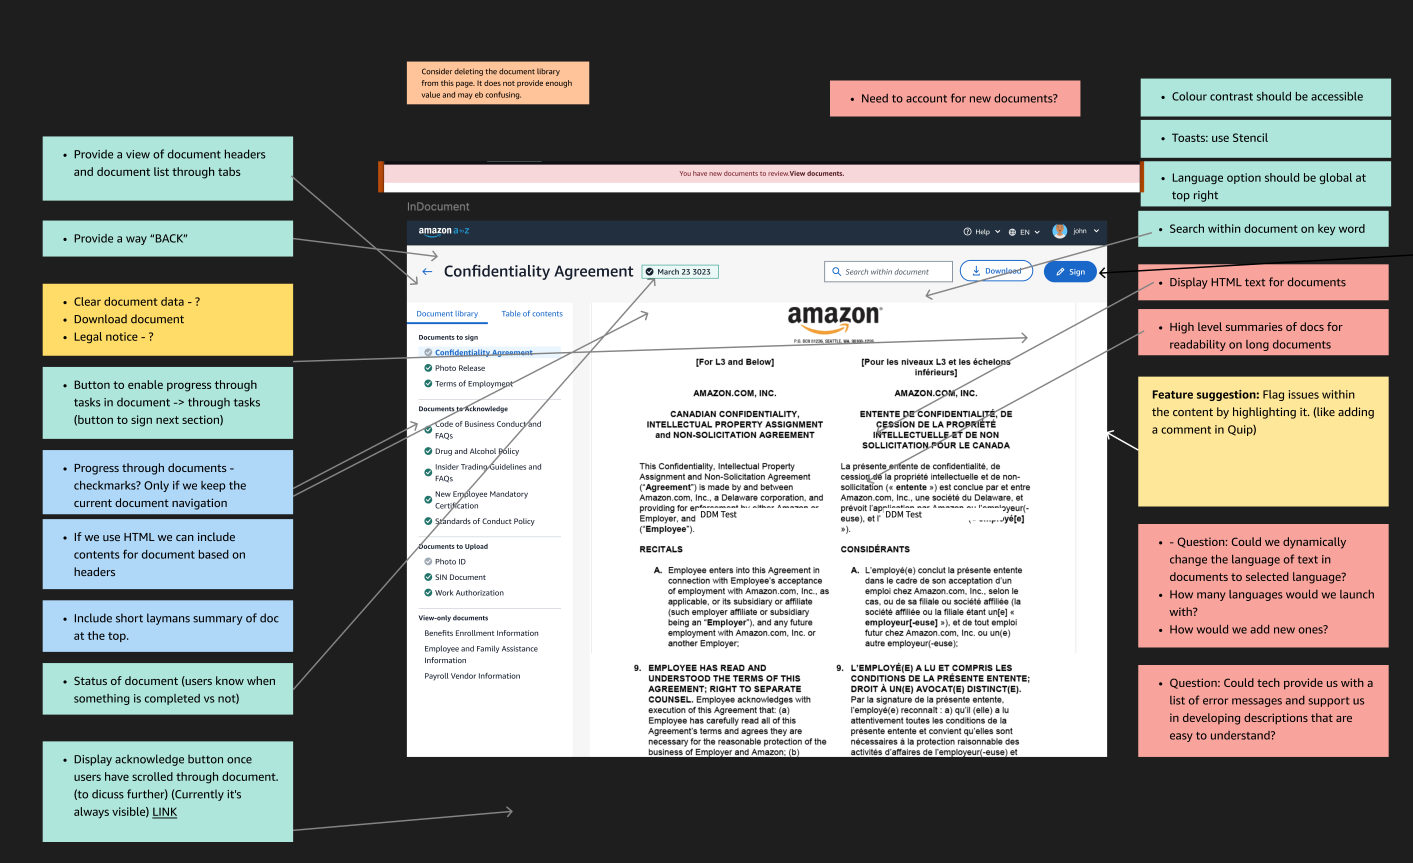 Consider deleting the document library
from this page. It does not provide enough
value and may eb confusing.
• Need to account for new documents?
• Colour contrast should be accessible
• Toasts: use Stencil
• Language option should be global at
top right
• Search within document on key word
• Display HTML text for documents
• High level summaries of docs for
readability on long documents
Feature suggestion: Flag issues within
the content by highlighting it. (like adding
a comment in Quip)
• - Question: Could we dynamically
change the language of text in
documents to selected language?
• How many languages would we launch
with?
• How would we add new ones?
• Question: Could tech provide us with a
list of error messages and support us
in developing descriptions that are
easy to understand?
• Provide a view of document headers
and document list through tabs
• Provide a way “BACK”
• Clear document data - ?
• Download document
• Legal notice - ?
• Button to enable progress through
tasks in document -> through tasks
(button to sign next section)
• Progress through documents -
checkmarks? Only if we keep the
current document navigation
• If we use HTML we can include
contents for document based on
headers
• Include short laymans summary of doc
at the top.
• Status of document (users know when
something is completed vs not)
• Display acknowledge button once
users have scrolled through document.
(to dicuss further) (Currently it's
always visible) LINK
You have new documents to review.View documents.
InDocument
amazon a to z
Help
EN
john
Confidentiality Agreement
March 23 3023
Search within document
Download
Sign
Document library
Table of contents
Documents to sign
Confidentiality Agreement
Photo Release
Terms of Employment
Documents to Acknowledge
Code of Business Conduct and
FAQs
Drug and Alcohol Policy
Insider Trading Guidelines and
FAQs
New Employee Mandatory
Certification
Standards of Conduct Policy
Documents to Upload
Photo ID
SIN Document
Work Authorization
View-only documents
Benefits Enrollment Information
Employee and Family Assistance
Information
Payroll Vendor Information
amazon
P.O. BOX 81226, SEATTLE, WA 98108-1226
[For L3 and Below]
AMAZON.COM, INC.
CANADIAN CONFIDENTIALITY,
INTELLECTUAL PROPERTY ASSIGNMENT
and NON-SOLICITATION AGREEMENT
This Confidentiality, Intellectual Property
Assignment and Non-Solicitation Agreement
(“Agreement”) is made by and between
Amazon.com, Inc., a Delaware corporation, and
providing for enforcement by either Amazon or
Employer, and DDM Test
(“Employee”).
RECITALS
A. Employee enters into this Agreement in
connection with Employee's acceptance
of employment with Amazon.com, Inc., as
applicable, or its subsidiary or affiliate
(such employer affiliate or subsidiary
being an “Employer”), and any future
employment with Amazon.com, Inc. or
another Employer;
9. EMPLOYEE HAS READ AND
UNDERSTOOD THE TERMS OF THIS
AGREEMENT; RIGHT TO SEPARATE
COUNSEL. Employee acknowledges with
execution of this Agreement that: (a)
Employee has carefully read all of this
Agreement's terms and agrees they are
necessary for the reasonable protection of the
business of Employer and Amazon; (b)
[Pour les niveaux L3 et les échelons
inférieurs]
AMAZON.COM, INC.
ENTENTE DE CONFIDENTIALITÉ, DE
CESSION DE LA PROPRIÉTÉ
INTELLECTUELLE ET DE NON
SOLLICITATION POUR LE CANADA
La présente entente de confidentialité, de
cession de la propriété intellectuelle et de non-
sollicitation (« entente ») est conclue par et entre
Amazon.com, Inc., une société du Delaware, et
prévoit l'application par Amazon ou l'employeur(-
euse), et l' DDM Test (« employé[e]
»).
CONSIDÉRANTS
A. L'employé(e) conclut la présente entente
dans le cadre de son acceptation d'un
emploi chez Amazon.com, Inc., selon le
cas, ou de sa filiale ou société affiliée (la
société affiliée ou la filiale étant un[e] «
employeur[-euse] »), et de tout emploi
futur chez Amazon.com, Inc. ou un(e)
autre employeur(-euse);
9. L'EMPLOYÉ(E) A LU ET COMPRIS LES
CONDITIONS DE LA PRÉSENTE ENTENTE;
DROIT À UN(E) AVOCAT(E) DISTINCT(E).
Par la signature de la présente entente,
l'employé(e) reconnaît : a) qu'il (elle) a lu
attentivement toutes les conditions de la
présente entente et convient qu'elles sont
nécessaires à la protection raisonnable des
activités d'affaires de l'employeur(-euse) et